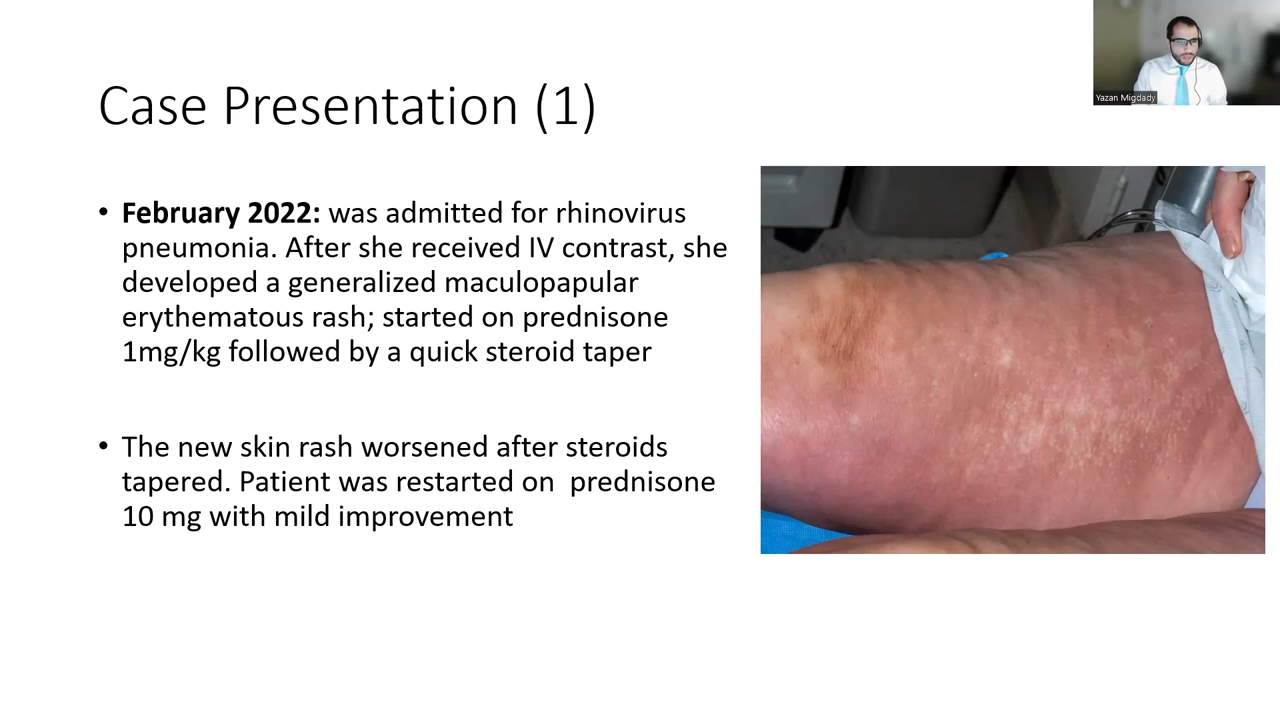 Case Presentation (1)
Yazan Migdady
• February 2022: was admitted for rhinovirus
pneumonia. After she received IV contrast, she
developed a generalized maculopapular
erythematous rash; started on prednisone
1mg/kg followed by a quick steroid taper
• The new skin rash worsened after steroids
tapered. Patient was restarted on  prednisone
10 mg with mild improvement